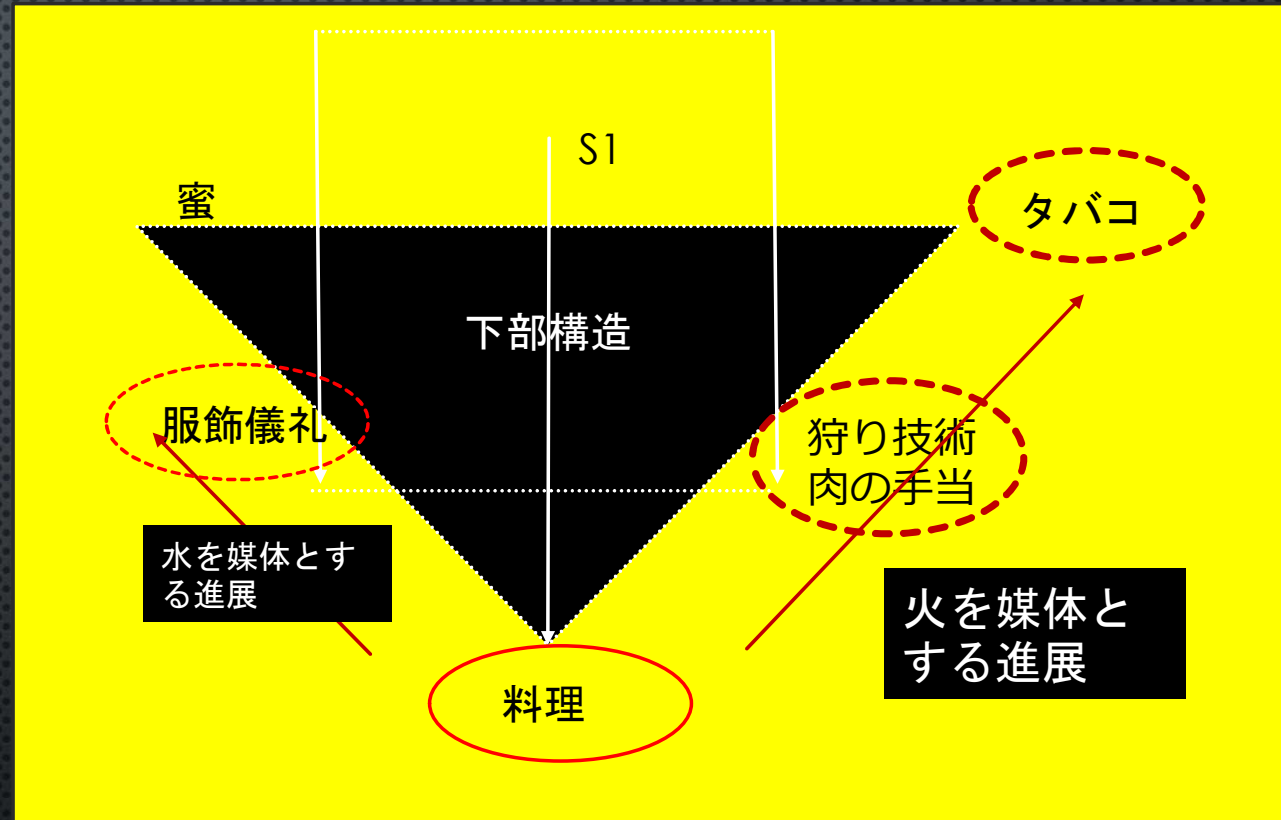 S1
蜜
タバコ
下部構造
服飾儀礼
狩り技術
肉の手当
水を媒体とす
る進展
火を媒体と
する進展
料理